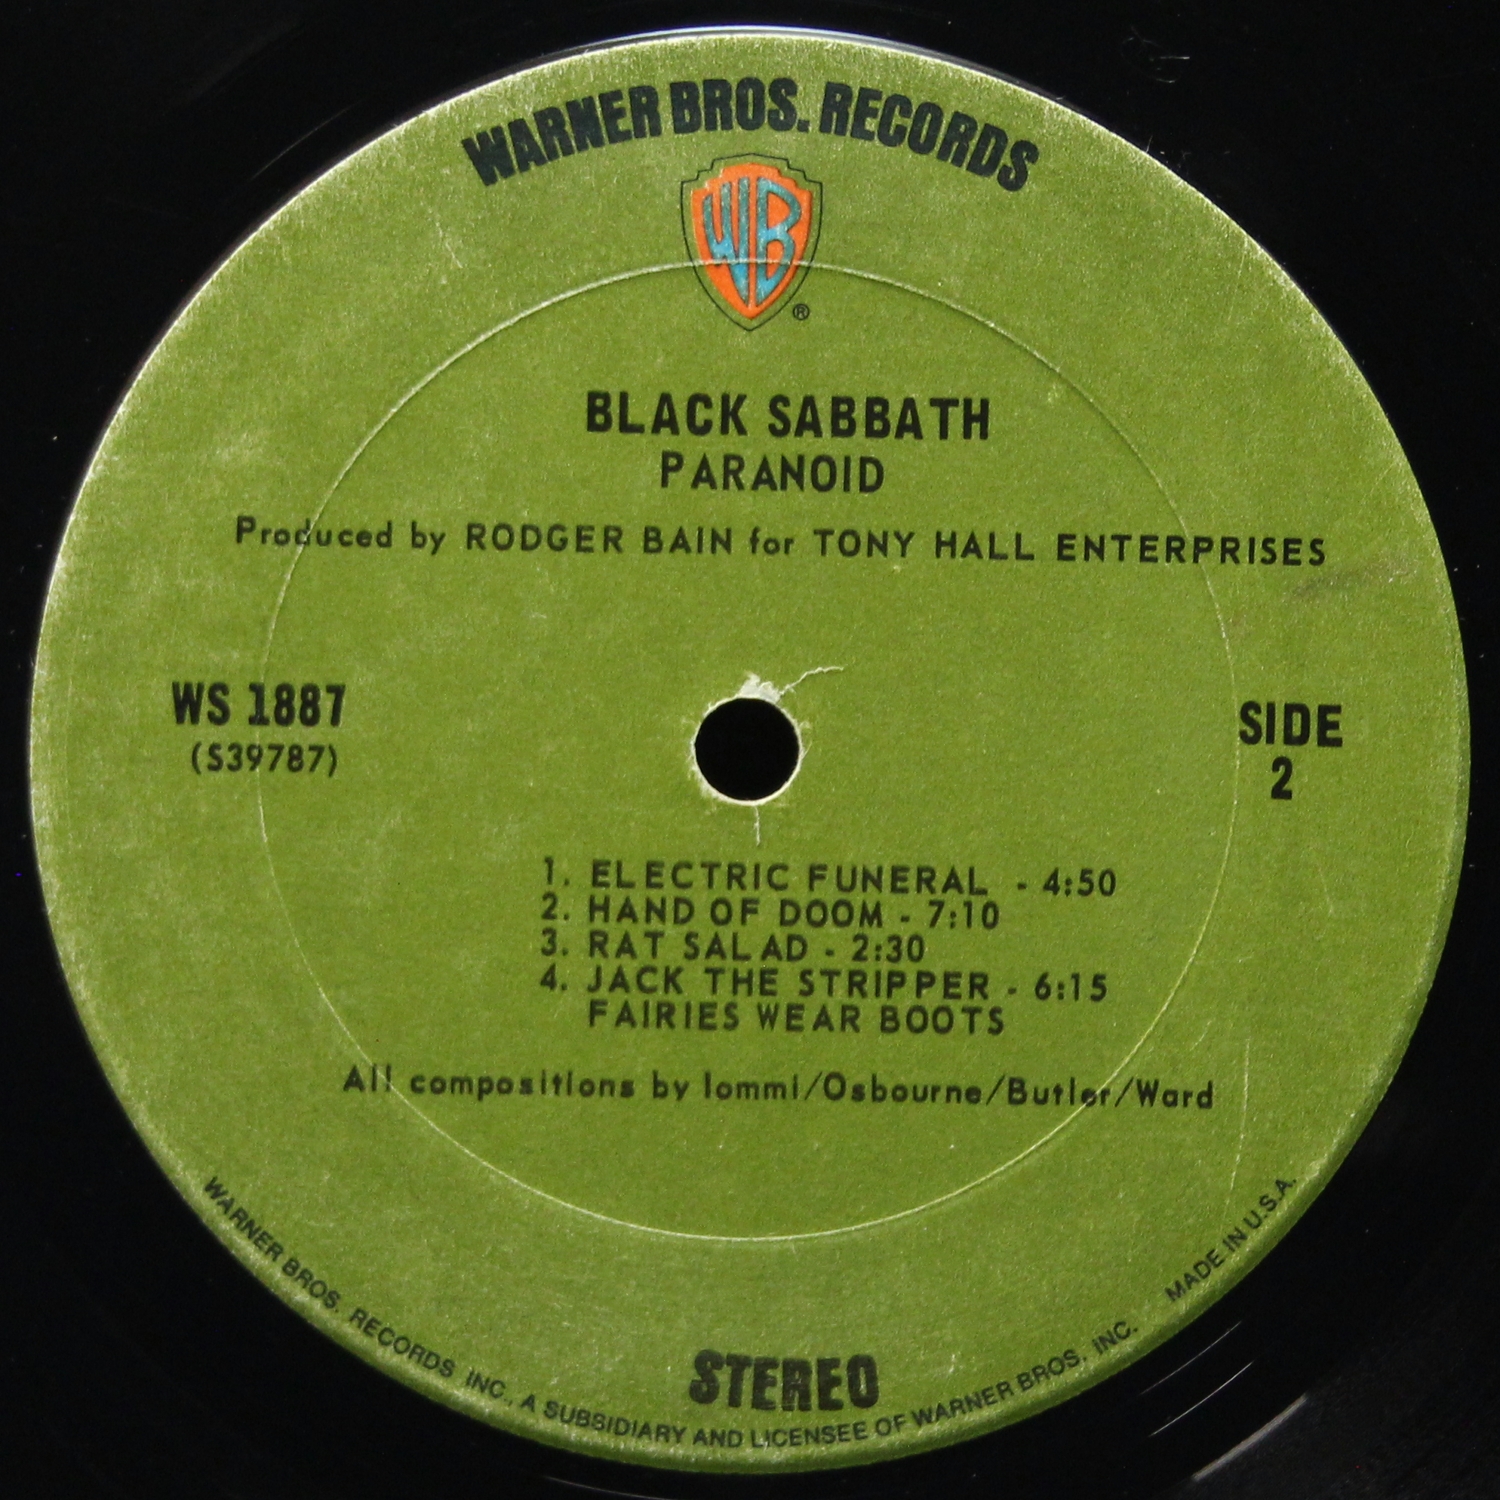 WARNER BROS. RECORDS
WB
®
BLACK SABBATH
PARANOID
Produced by RODGER BAIN for TONY HALL ENTERPRISES
WS 1887
(S39787)
SIDE
2
1. ELECTRIC FUNERAL - 4:50
2. HAND OF DOOM - 7:10
3. RAT SALAD - 2:30
4. JACK THE STRIPPER - 6:15
FAIRIES WEAR BOOTS
All compositions by Iommi/Osbourne/Butler/Ward
STEREO
WARNER BROS. RECORDS INC., A SUBSIDIARY AND LICENSEE OF WARNER BROS. INC. MADE IN U.S.A.